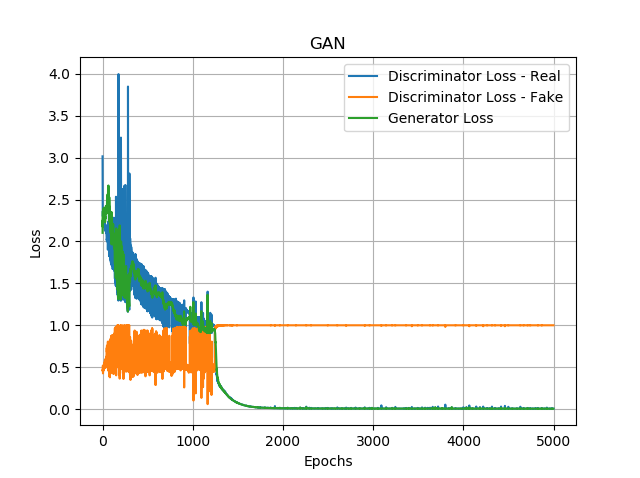 GAN
Discriminator Loss - Real
Discriminator Loss - Fake
Generator Loss
Loss
4.0
3.5
3.0
2.5
2.0
1.5
1.0
0.5
0.0
0 1000 2000 3000 4000 5000
Epochs